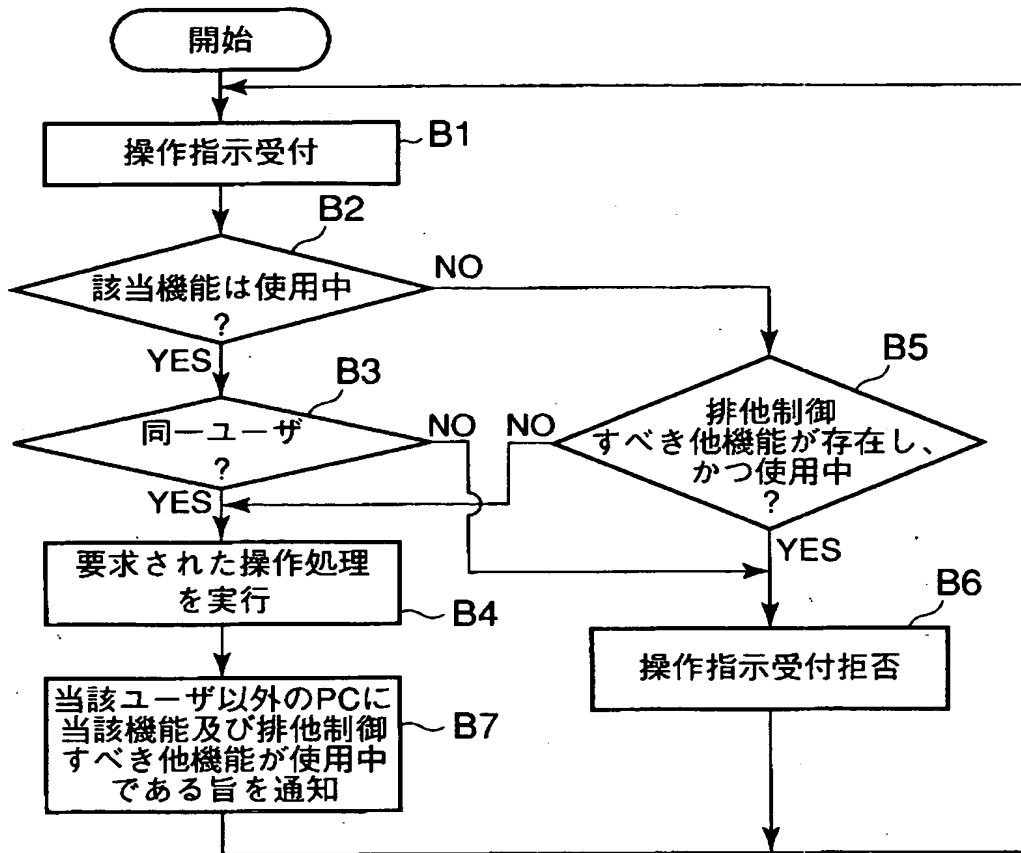 開始
操作指示受付
B1
B2
該当機能は使用中
?
NO
YES
B3
同一ユーザ
?
NO
YES
B5
排他制御
すべき他機能が存在し、
かつ使用中
?
NO
YES
要求された操作処理
を実行
B4
B6
操作指示受付拒否
当該ユーザ以外のPCに
当該機能及び排他制御
すべき他機能が使用中
である旨を通知
B7